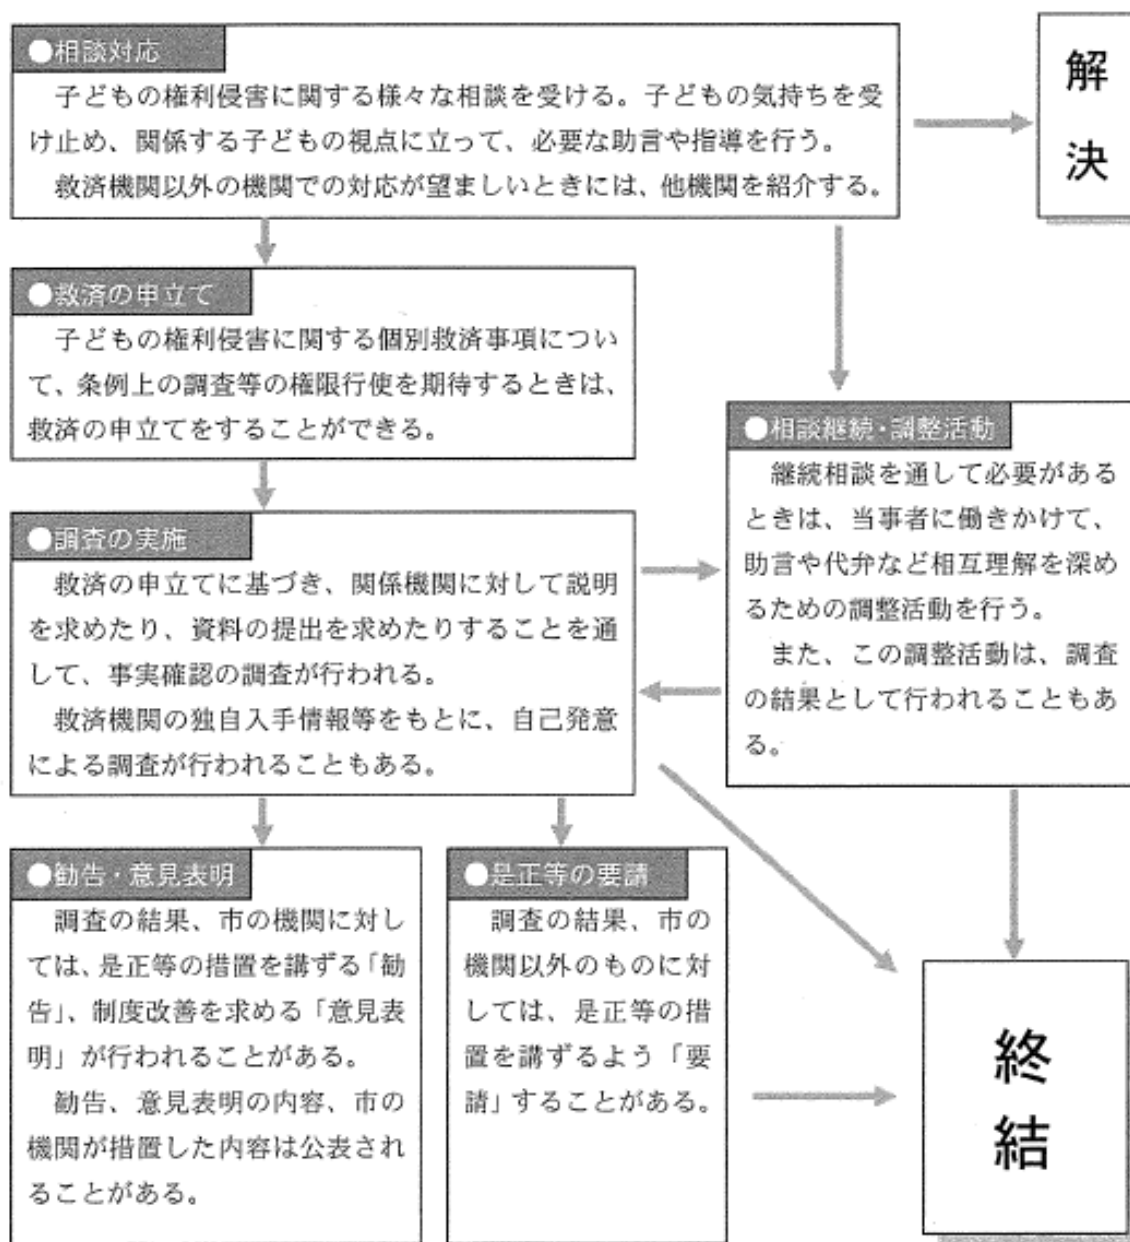 ●相談対応
子どもの権利侵害に関する様々な相談を受ける。子どもの気持ちを受
け止め、関係する子どもの視点に立って、必要な助言や指導を行う。
救済機関以外の機関での対応が望ましいときには、他機関を紹介する。
解
決
●救済の申立て
子どもの権利侵害に関する個別救済事項につい
て、条例上の調査等の権限行使を期待するときは、
救済の申立てをすることができる。
●相談継続・調整活動
継続相談を通して必要がある
ときは、当事者に働きかけて、
助言や代弁など相互理解を深め
るための調整活動を行う。
また、この調整活動は、調査
の結果として行われることもあ
る。
●調査の実施
救済の申立てに基づき、関係機関に対して説明
を求めたり、資料の提出を求めたりすることを通
して、事実確認の調査が行われる。
救済機関の独自入手情報等をもとに、自己発意
による調査が行われることもある。
●勧告・意見表明
調査の結果、市の機関に対し
ては、是正等の措置を講ずる「勧
告」、制度改善を求める「意見表
明」が行われることがある。
勧告、意見表明の内容、市の
機関が措置した内容は公表され
ることがある。
●是正等の要請
調査の結果、市の
機関以外のものに対
しては、是正等の措
置を講ずるよう「要
請」することがある。
終
結